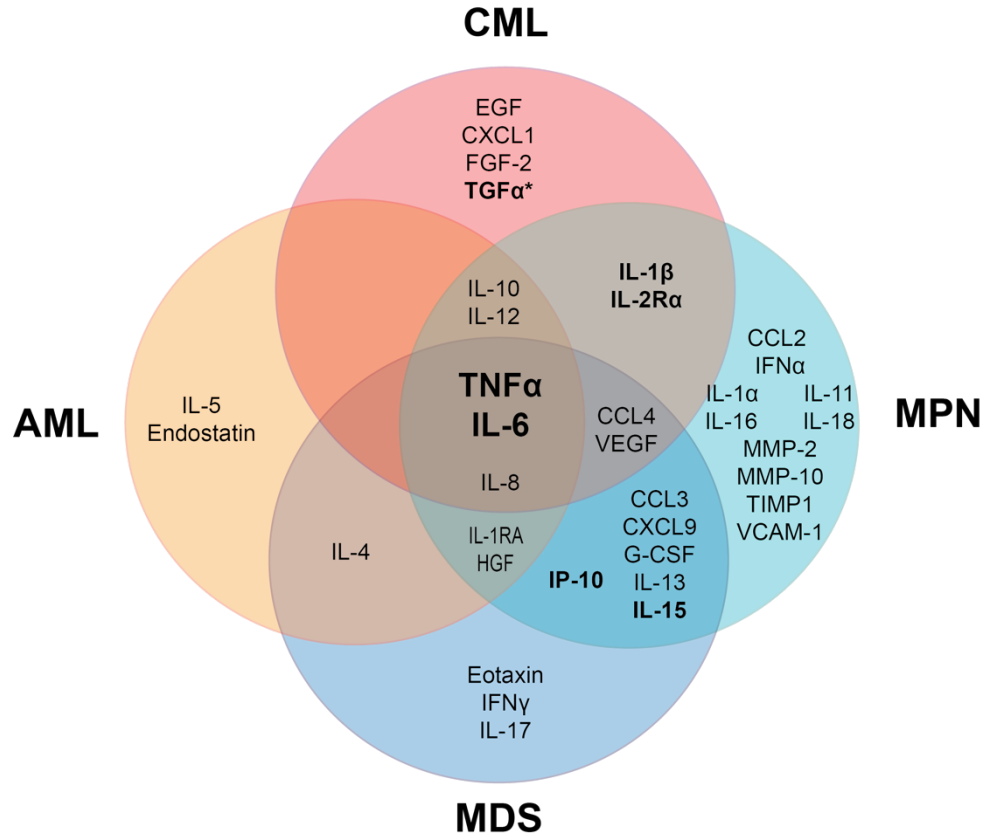 CML
EGF
CXCL1
FGF-2
TGFα*
IL-10
IL-12
IL-1β
IL-2Rα
CCL2
IFNα
IL-1α IL-11
IL-16 IL-18
MMP-2
MMP-10
TIMP1
VCAM-1
MPN
AML
IL-5
Endostatin
TNFα
IL-6
IL-8
CCL4
VEGF
IL-4
IL-1RA
HGF
CCL3
CXCL9
G-CSF
IL-13
IL-15
IP-10
Eotaxin
IFNγ
IL-17
MDS